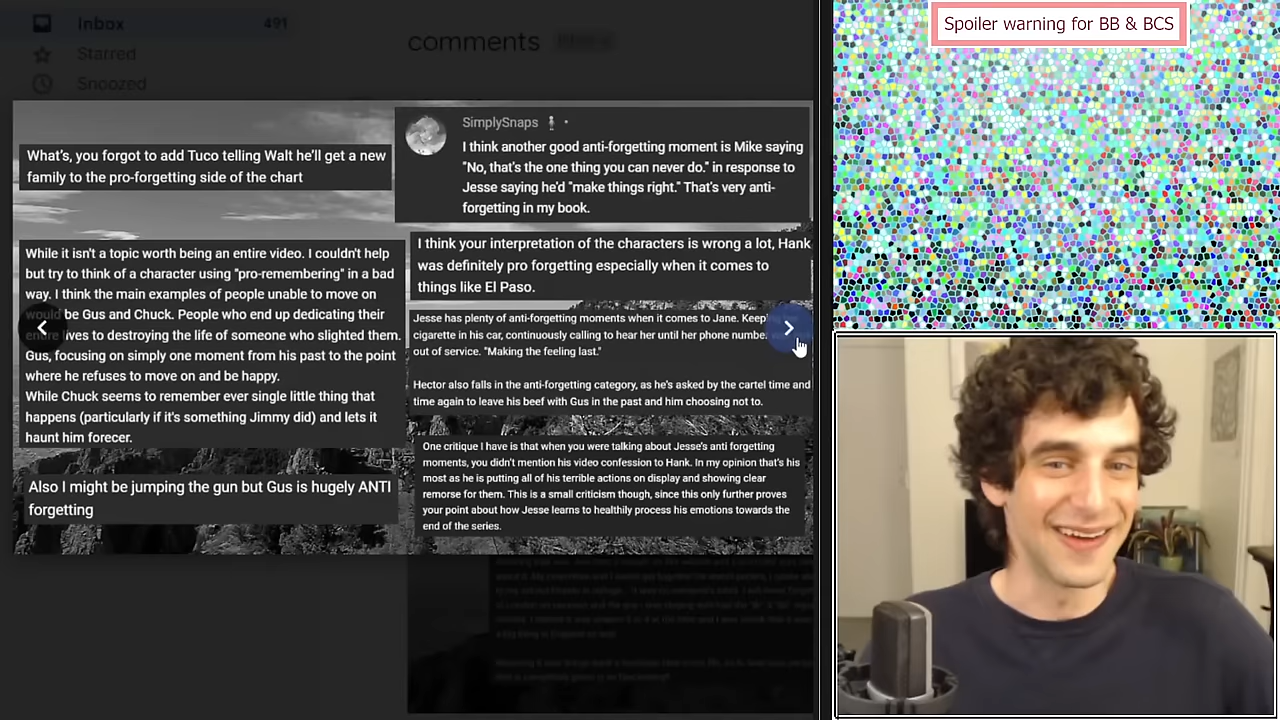 Inbox 491
Starred
Snoozed
comments
Spoiler warning for BB & BCS
What's, you forgot to add Tuco telling Walt he'll get a new
family to the pro-forgetting side of the chart
While it isn't a topic worth being an entire video. I couldn't help
but try to think of a character using "pro-remembering" in a bad
way. I think the main examples of people unable to move on
would be Gus and Chuck. People who end up dedicating their
entire lives to destroying the life of someone who slighted them.
Gus, focusing on simply one moment from his past to the point
where he refuses to move on and be happy.
While Chuck seems to remember ever single little thing that
happens (particularly if it's something Jimmy did) and lets it
haunt him forecer.
Also I might be jumping the gun but Gus is hugely ANTI
forgetting
SimplySnaps
I think another good anti-forgetting moment is Mike saying
"No, that's the one thing you can never do." in response to
Jesse saying he'd "make things right." That's very anti-
forgetting in my book.
I think your interpretation of the characters is wrong a lot, Hank
was definitely pro forgetting especially when it comes to
things like El Paso.
Jesse has plenty of anti-forgetting moments when it comes to Jane. Keep
cigarette in his car, continuously calling to hear her until her phone numbe
out of service. "Making the feeling last."
Hector also falls in the anti-forgetting category, as he's asked by the cartel time and
time again to leave his beef with Gus in the past and him choosing not to.
One critique I have is that when you were talking about Jesse's anti forgetting
moments, you didn't mention his video confession to Hank. In my opinion that's his
most as he is putting all of his terrible actions on display and showing clear
remorse for them. This is a small criticism though, since this only further proves
your point about how Jesse learns to healthily process his emotions towards the
end of the series.